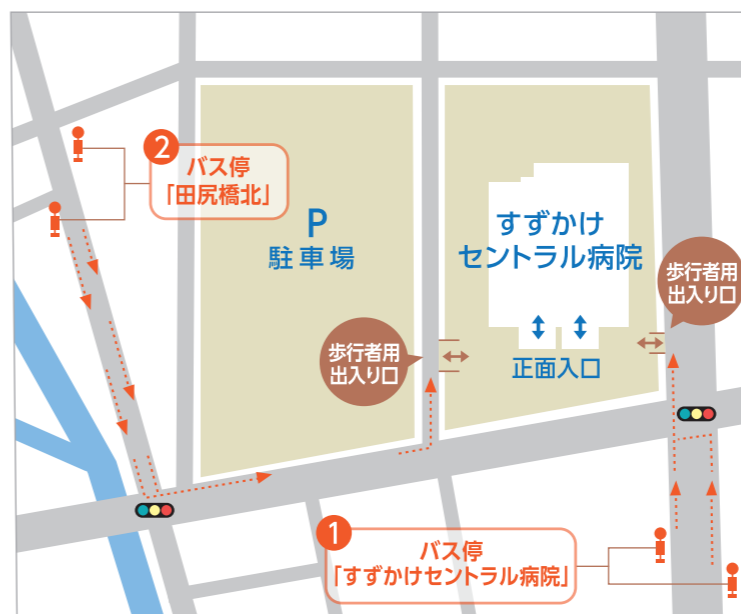 2
バス停
「田尻橋北」
P
駐車場
すずかけ
セントラル病院
歩行者用
出入り口
歩行者用
出入り口
正面入口
1
バス停
「すずかけセントラル病院」